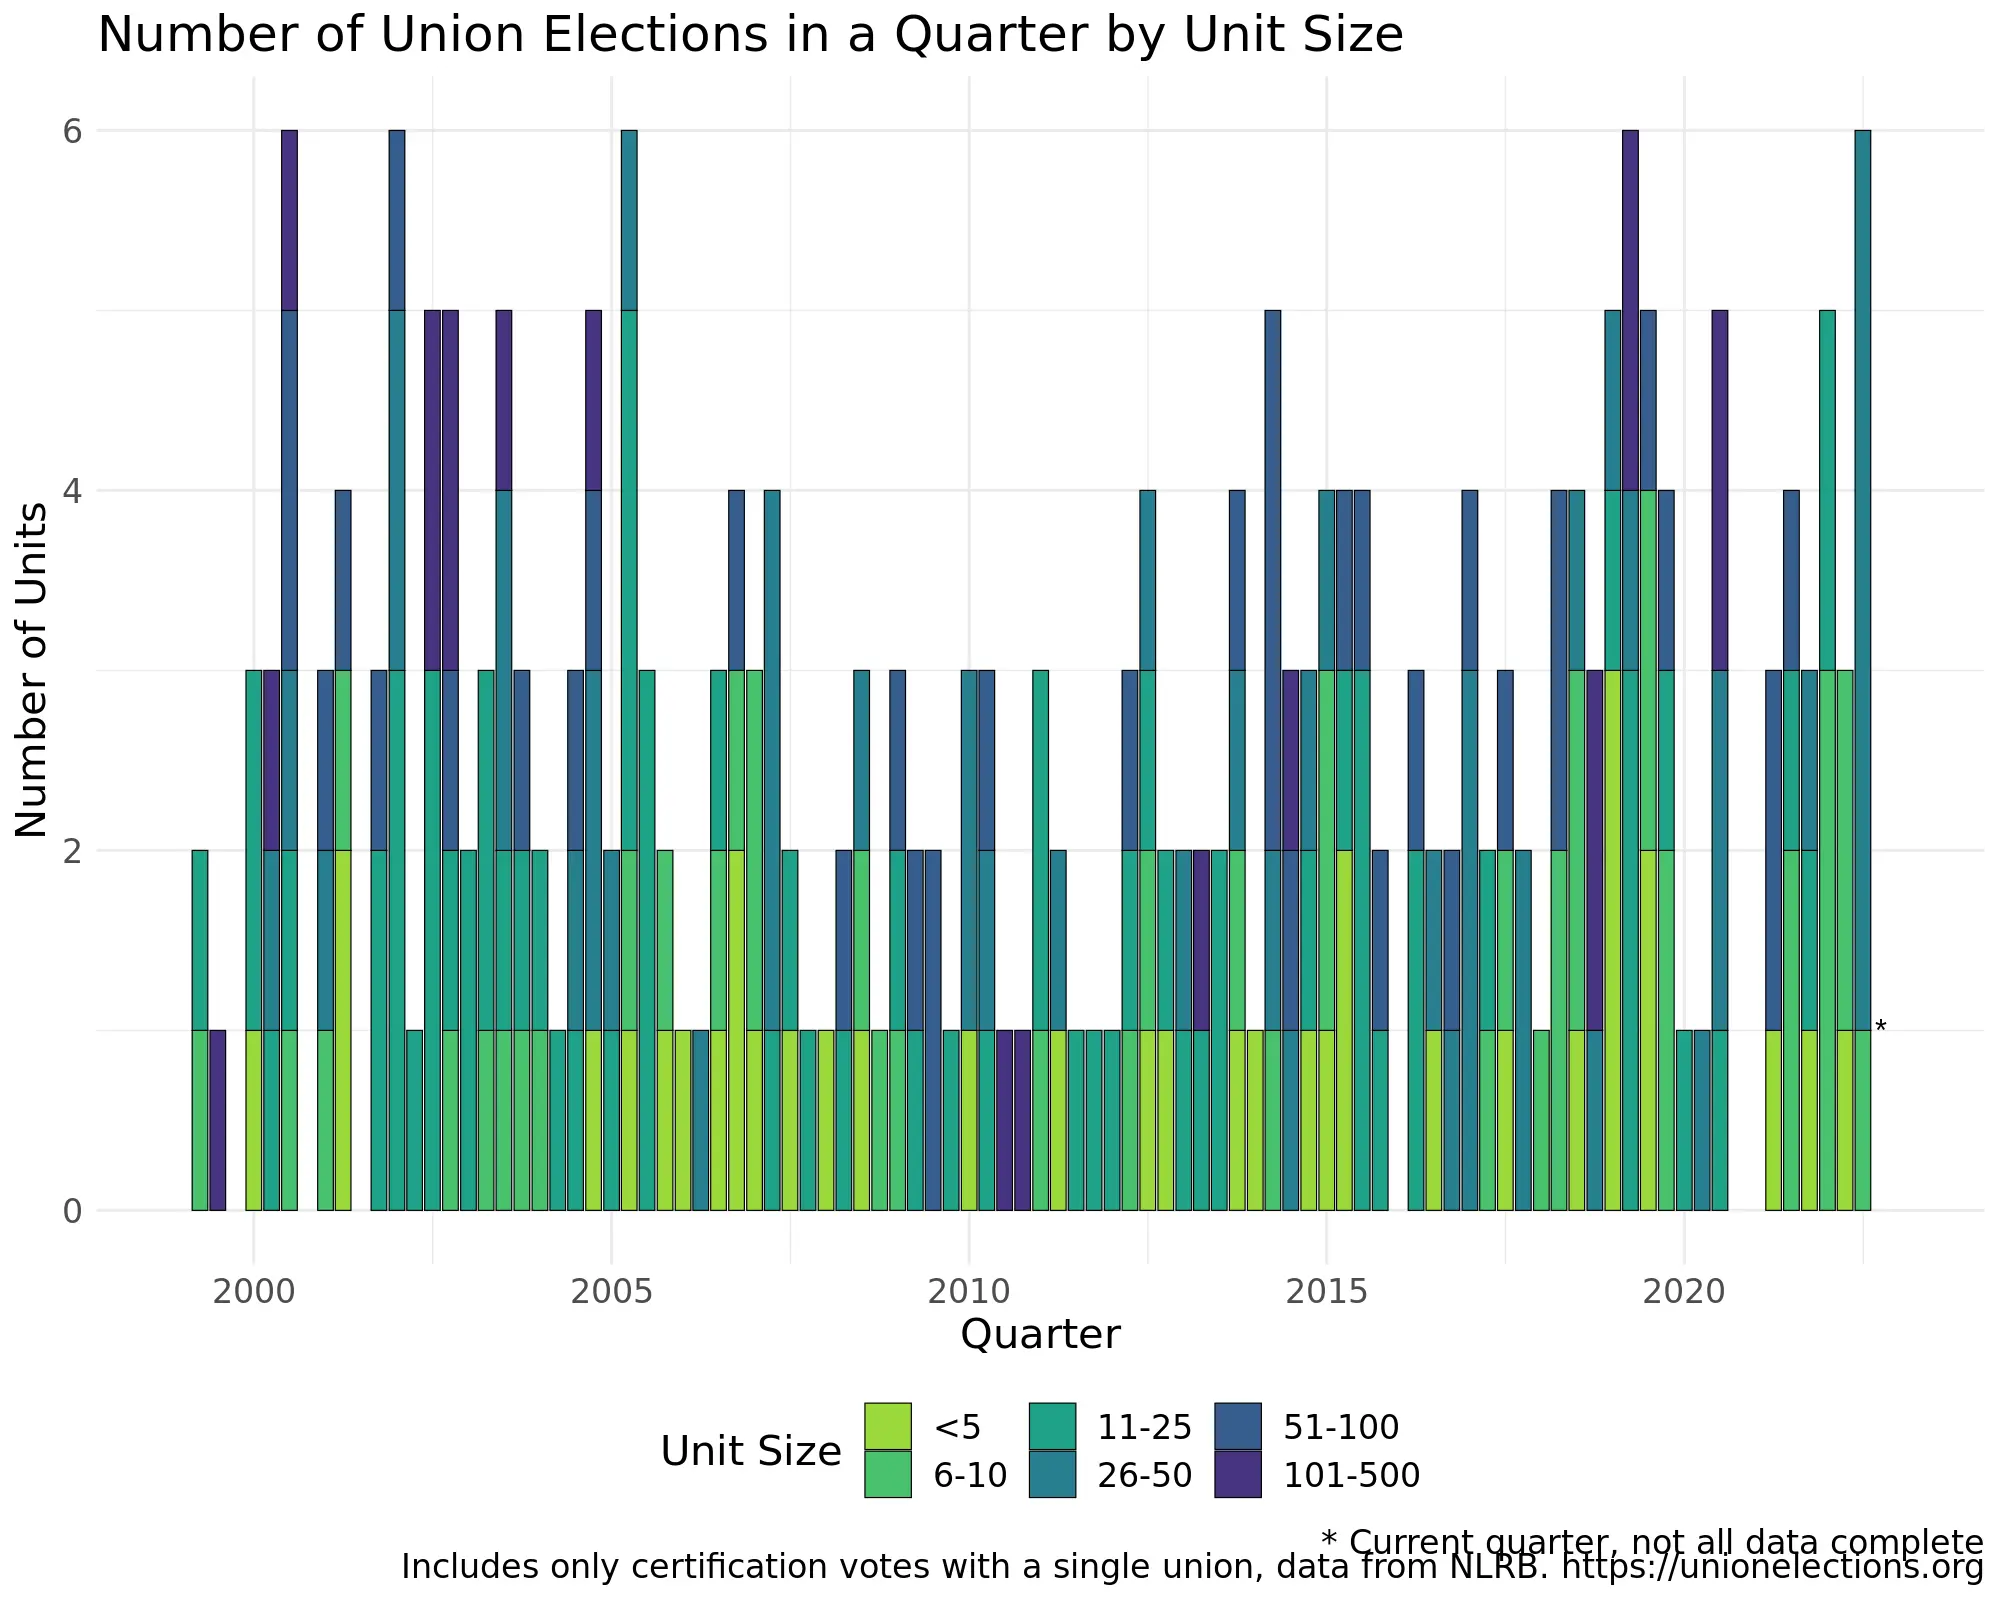 Number of Union Elections in a Quarter by Unit Size
Number of Units
6
4
2
0
*
2000 2005 2010 2015 2020
Quarter
Unit Size
<5 11-25 51-100
6-10 26-50 101-500
* Current quarter, not all data complete
Includes only certification votes with a single union, data from NLRB. https://unionelections.org